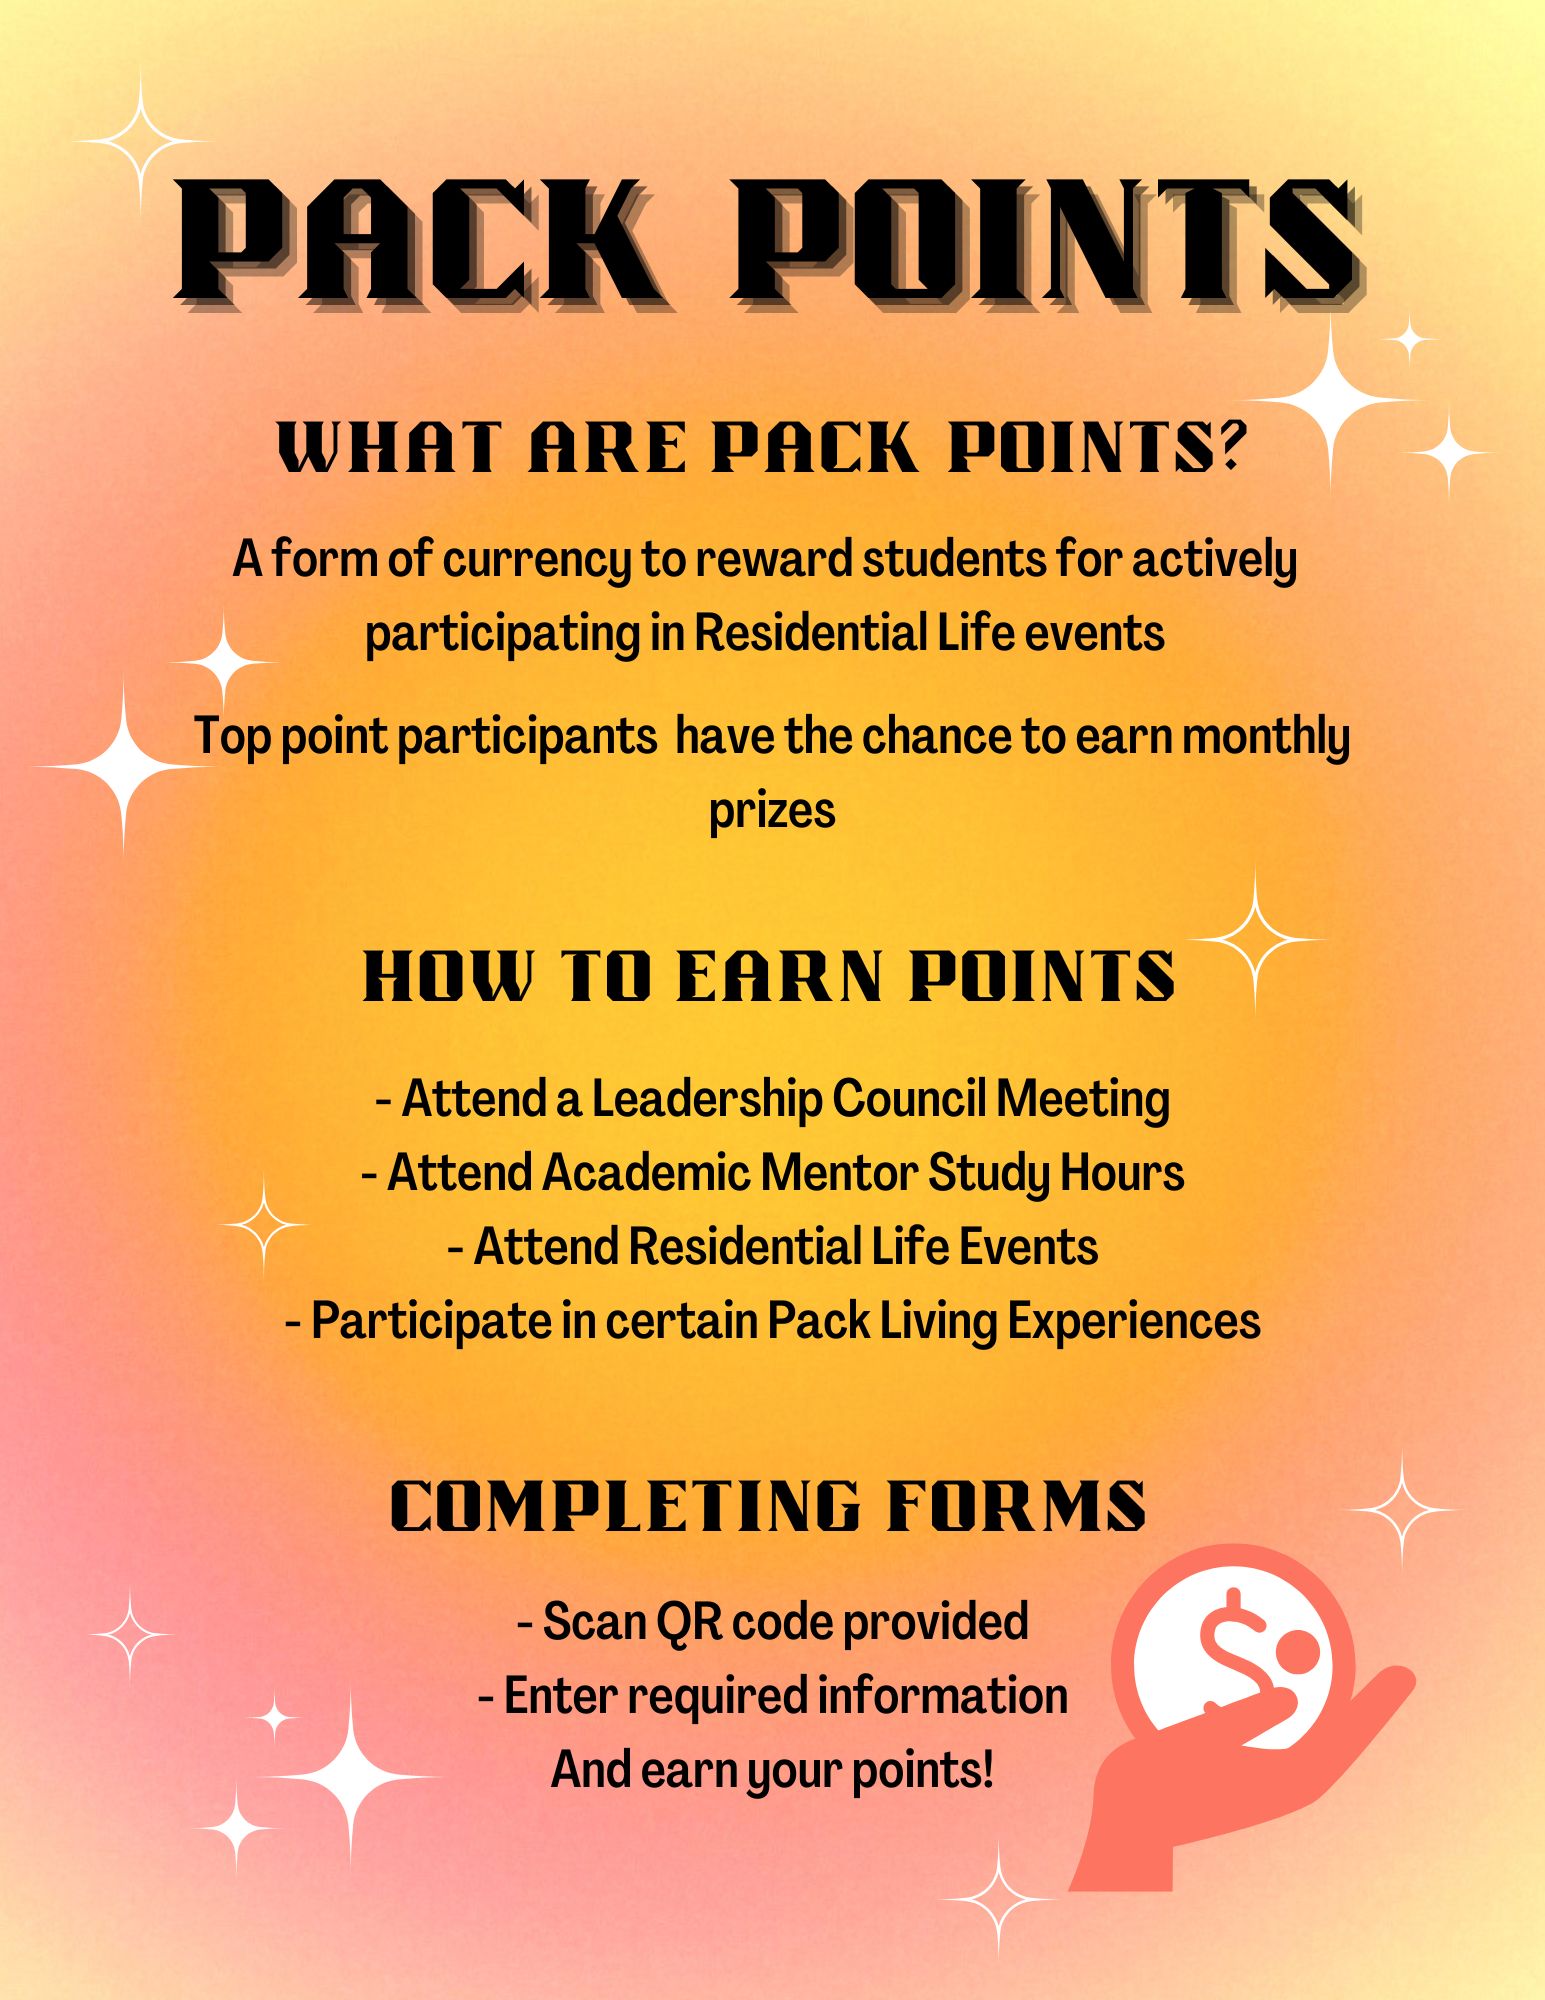 PACK POINTS
WHAT ARE PACK POINTS?
A form of currency to reward students for actively
participating in Residential Life events
Top point participants  have the chance to earn monthly
prizes
HOW TO EARN POINTS
- Attend a Leadership Council Meeting
- Attend Academic Mentor Study Hours
- Attend Residential Life Events
- Participate in certain Pack Living Experiences
COMPLETING FORMS
- Scan QR code provided
- Enter required information
And earn your points!